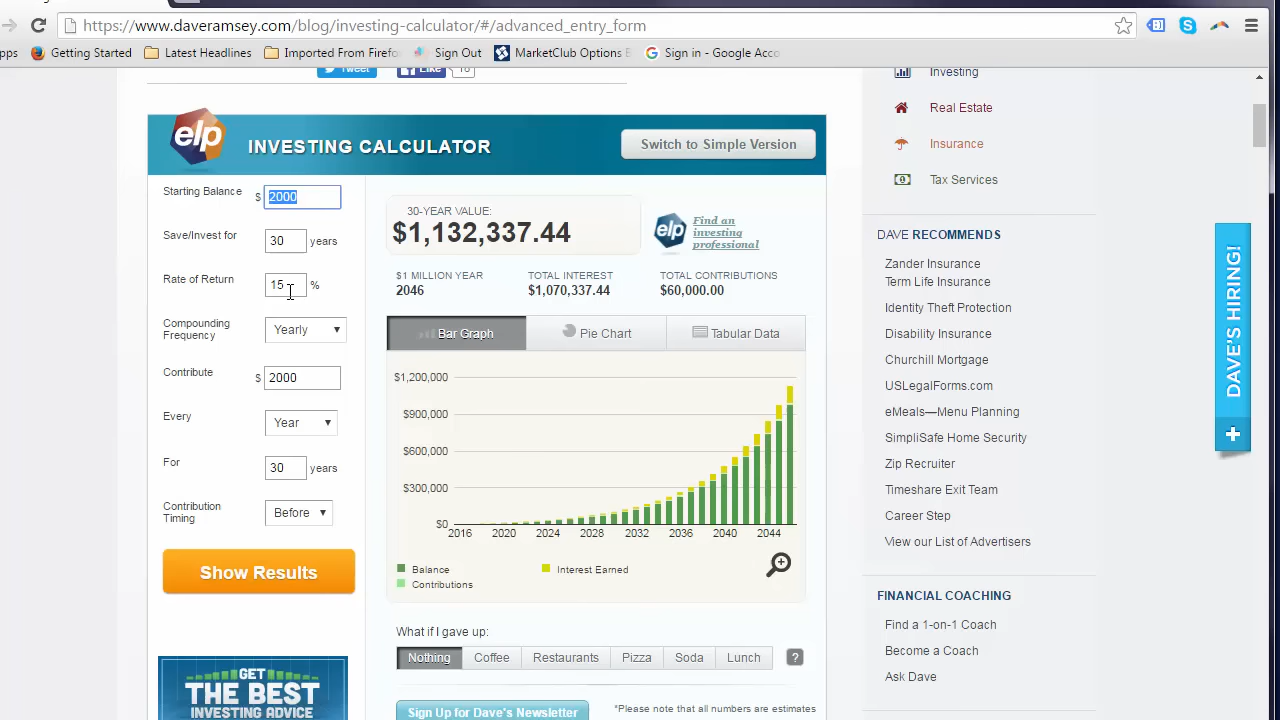 https://www.daveramsey.com/blog/investing-calculator/#/advanced_entry_form
pps
Getting Started
Latest Headlines
Imported From Firefo
Sign Out
MarketClub Options B
Sign in - Google Acco
Tweet
Like
Investing
Real Estate
Insurance
Tax Services
elp
INVESTING CALCULATOR
Switch to Simple Version
Starting Balance $ 2000
Save/Invest for 30 years
Rate of Return 15 %
Compounding
Frequency
Yearly
Contribute $ 2000
Every Year
For 30 years
Contribution
Timing
Before
Show Results
GET
THE BEST
INVESTING ADVICE
30-YEAR VALUE:
$1,132,337.44
elp
Find an
investing
professional
$1 MILLION YEAR
2046
TOTAL INTEREST
$1,070,337.44
TOTAL CONTRIBUTIONS
$60,000.00
Bar Graph
Pie Chart
Tabular Data
$1,200,000
$900,000
$600,000
$300,000
$0
2016 2020 2024 2028 2032 2036 2040 2044
Balance
Interest Earned
Contributions
What if I gave up:
Nothing Coffee Restaurants Pizza Soda Lunch ?
Sign Up for Dave's Newsletter
*Please note that all numbers are estimates
DAVE RECOMMENDS
Zander Insurance
Term Life Insurance
Identity Theft Protection
Disability Insurance
Churchill Mortgage
USLegalForms.com
eMeals—Menu Planning
SimpliSafe Home Security
Zip Recruiter
Timeshare Exit Team
Career Step
View our List of Advertisers
FINANCIAL COACHING
Find a 1-on-1 Coach
Become a Coach
Ask Dave
DAVE'S HIRING!
+